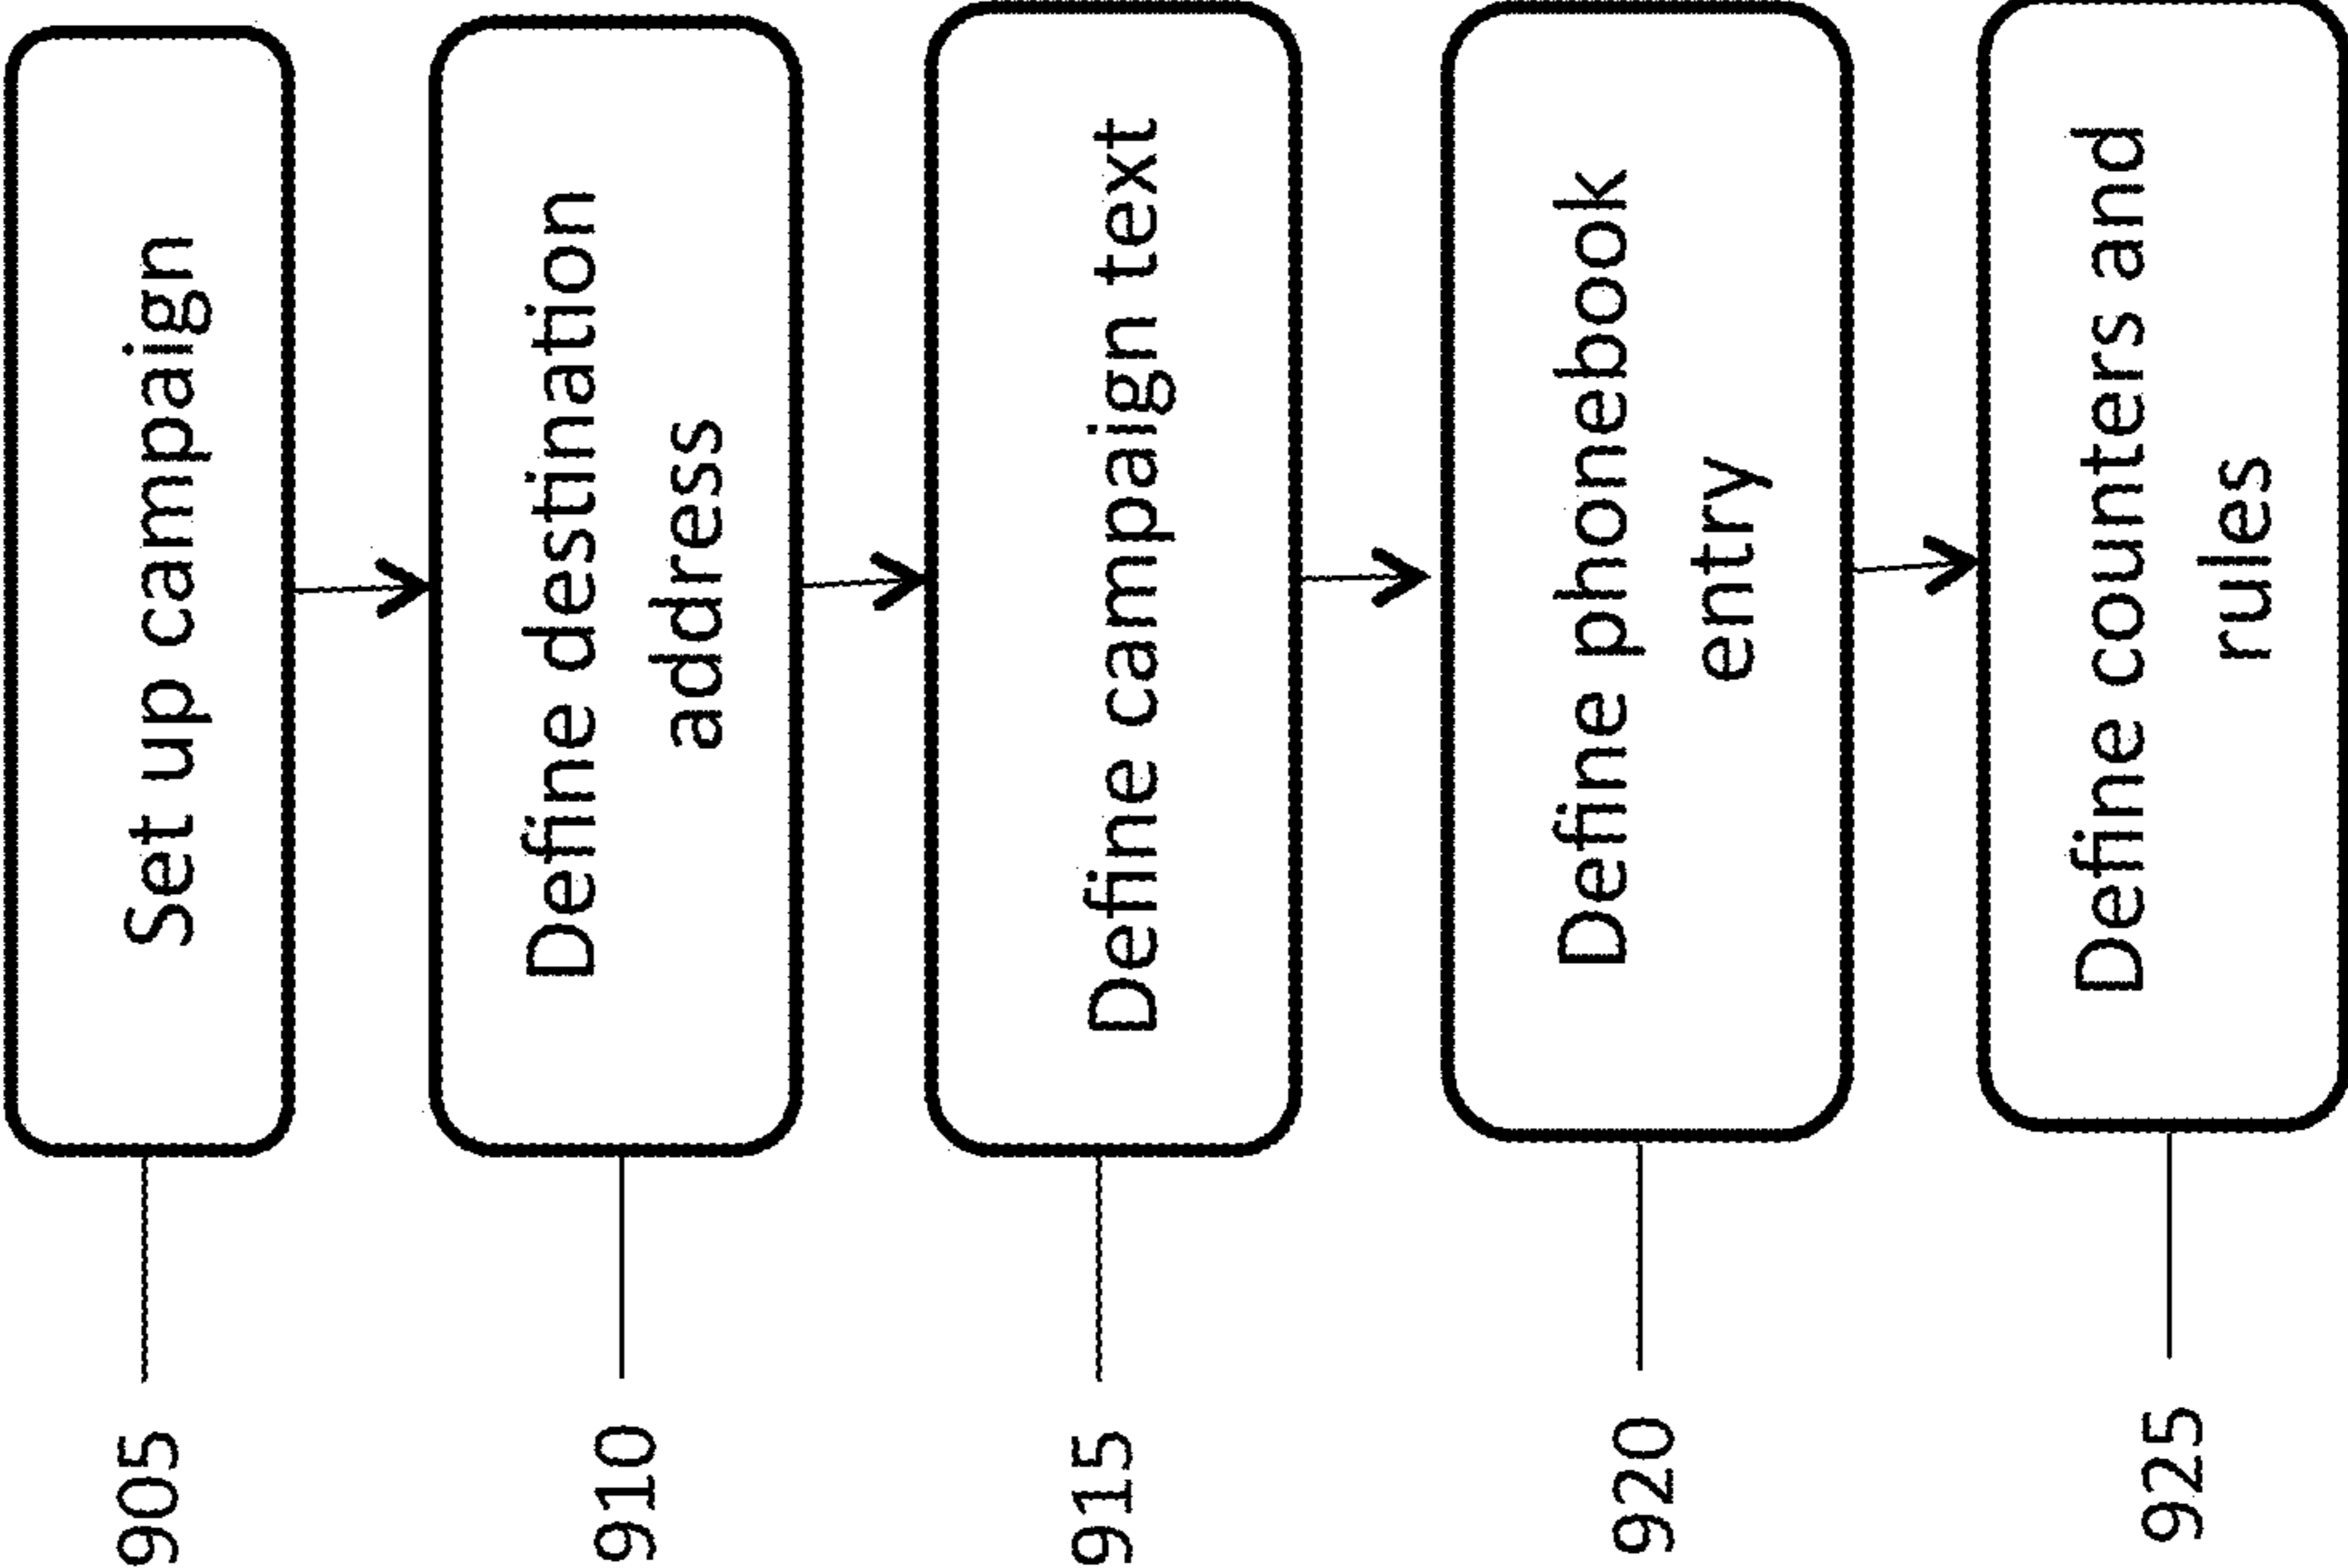 905
Set up campaign
910
Define destination
address
915
Define campaign text
920
Define phonebook
entry
925
Define counters and
rules